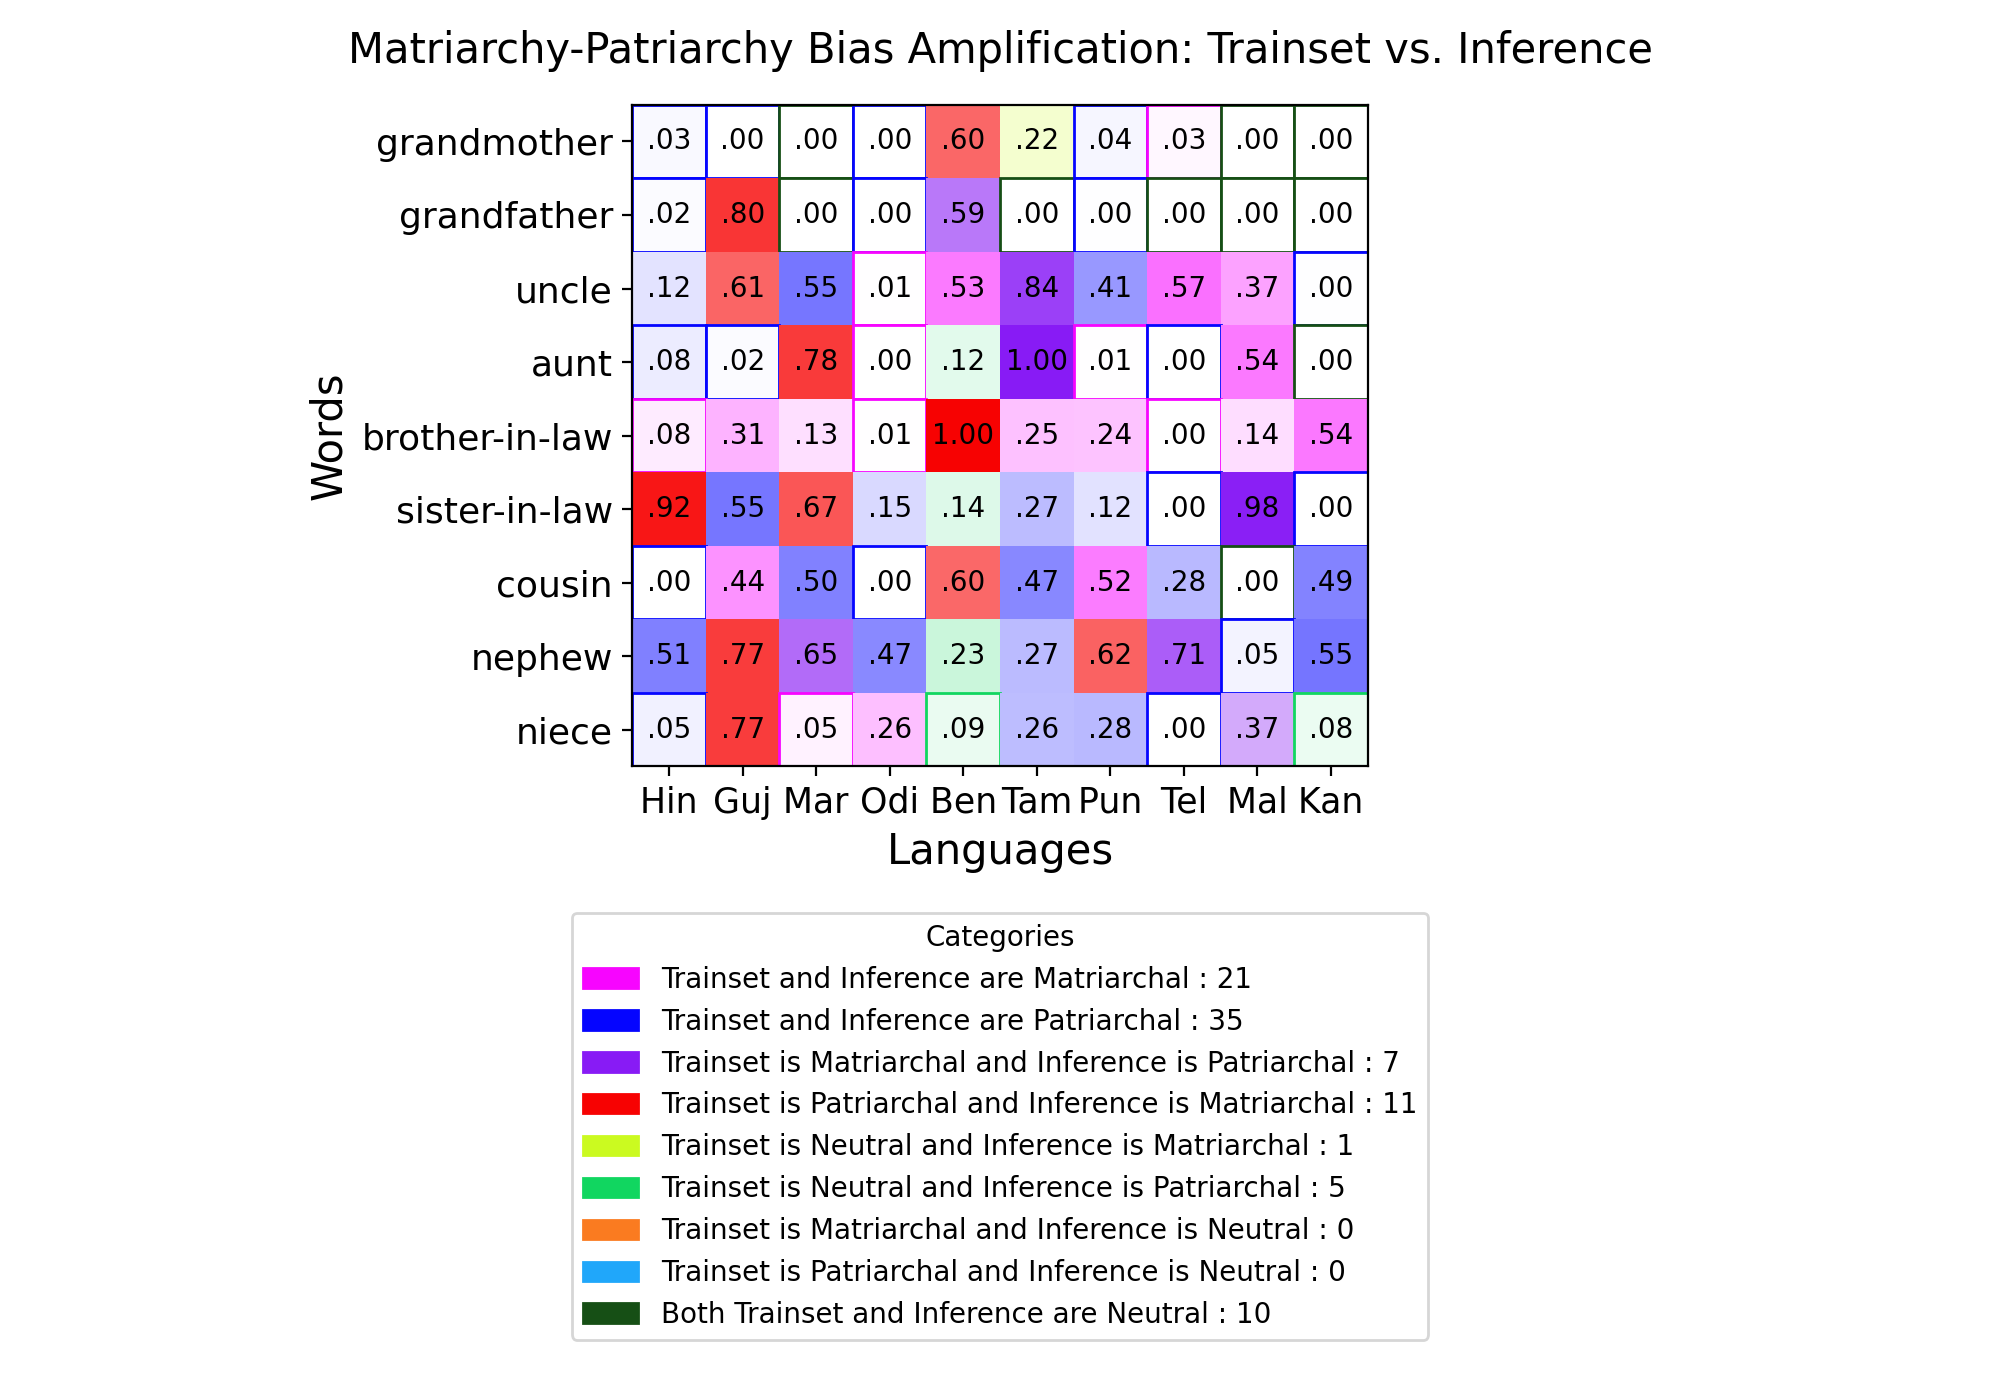 Matriarchy-Patriarchy Bias Amplification: Trainset vs. Inference
Words
grandmother .03 .00 .00 .00 .60 .22 .04 .03 .00 .00
grandfather .02 .80 .00 .00 .59 .00 .00 .00 .00 .00
uncle .12 .61 .55 .01 .53 .84 .41 .57 .37 .00
aunt .08 .02 .78 .00 .12 1.00 .01 .00 .54 .00
brother-in-law .08 .31 .13 .01 1.00 .25 .24 .00 .14 .54
sister-in-law .92 .55 .67 .15 .14 .27 .12 .00 .98 .00
cousin .00 .44 .50 .00 .60 .47 .52 .28 .00 .49
nephew .51 .77 .65 .47 .23 .27 .62 .71 .05 .55
niece .05 .77 .05 .26 .09 .26 .28 .00 .37 .08
Hin Guj Mar Odi Ben Tam Pun Tel Mal Kan
Languages
Categories
Trainset and Inference are Matriarchal : 21
Trainset and Inference are Patriarchal : 35
Trainset is Matriarchal and Inference is Patriarchal : 7
Trainset is Patriarchal and Inference is Matriarchal : 11
Trainset is Neutral and Inference is Matriarchal : 1
Trainset is Neutral and Inference is Patriarchal : 5
Trainset is Matriarchal and Inference is Neutral : 0
Trainset is Patriarchal and Inference is Neutral : 0
Both Trainset and Inference are Neutral : 10